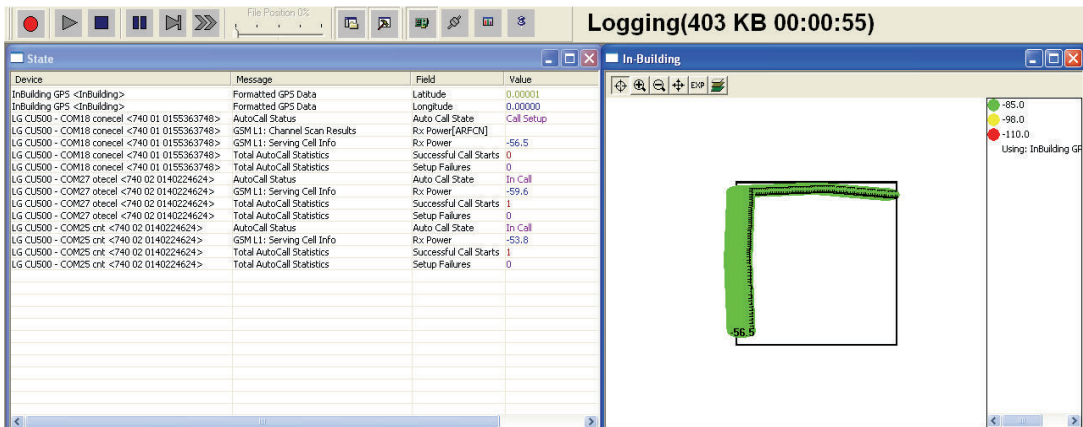 File Position 0%
Logging(403 KB 00:00:55)
State
Device Message Field Value
InBuilding GPS <InBuilding> Formatted GPS Data Latitude 0.00001
InBuilding GPS <InBuilding> Formatted GPS Data Longitude 0.00000
LG CU500 - COM18 conecel <740 01 0155363748> AutoCall Status Auto Call State Call Setup
LG CU500 - COM18 conecel <740 01 0155363748> GSM L1: Channel Scan Results Rx Power[ARFCN]
LG CU500 - COM18 conecel <740 01 0155363748> GSM L1: Serving Cell Info Rx Power -56.5
LG CU500 - COM18 conecel <740 01 0155363748> Total AutoCall Statistics Successful Call Starts 0
LG CU500 - COM18 conecel <740 01 0155363748> Total AutoCall Statistics Setup Failures 0
LG CU500 - COM27 otecel <740 02 0140224624> AutoCall Status Auto Call State In Call
LG CU500 - COM27 otecel <740 02 0140224624> GSM L1: Serving Cell Info Rx Power -59.6
LG CU500 - COM27 otecel <740 02 0140224624> Total AutoCall Statistics Successful Call Starts 1
LG CU500 - COM27 otecel <740 02 0140224624> Total AutoCall Statistics Setup Failures 0
LG CU500 - COM25 cnt <740 02 0140224624> AutoCall Status Auto Call State In Call
LG CU500 - COM25 cnt <740 02 0140224624> GSM L1: Serving Cell Info Rx Power -53.8
LG CU500 - COM25 cnt <740 02 0140224624> Total AutoCall Statistics Successful Call Starts 1
LG CU500 - COM25 cnt <740 02 0140224624> Total AutoCall Statistics Setup Failures 0
In-Building
EXP
-85.0
-98.0
-110.0
Using: InBuilding GP
-56.5